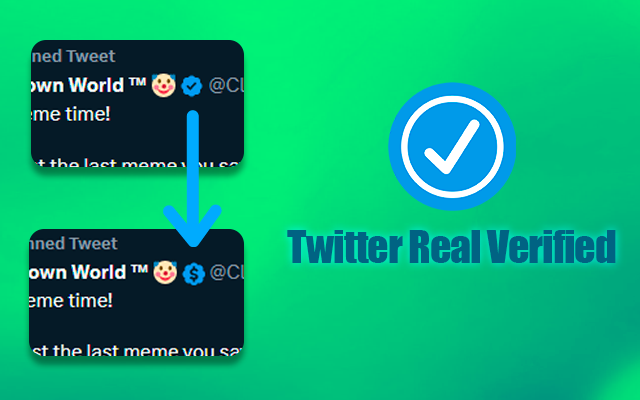 nned Tweet
own World ™ 🤡 @Cl
eme time!
st the last meme you sa
nned Tweet
own World ™ 🤡 $ @Cl
eme time!
st the last meme you sa
Twitter Real Verified